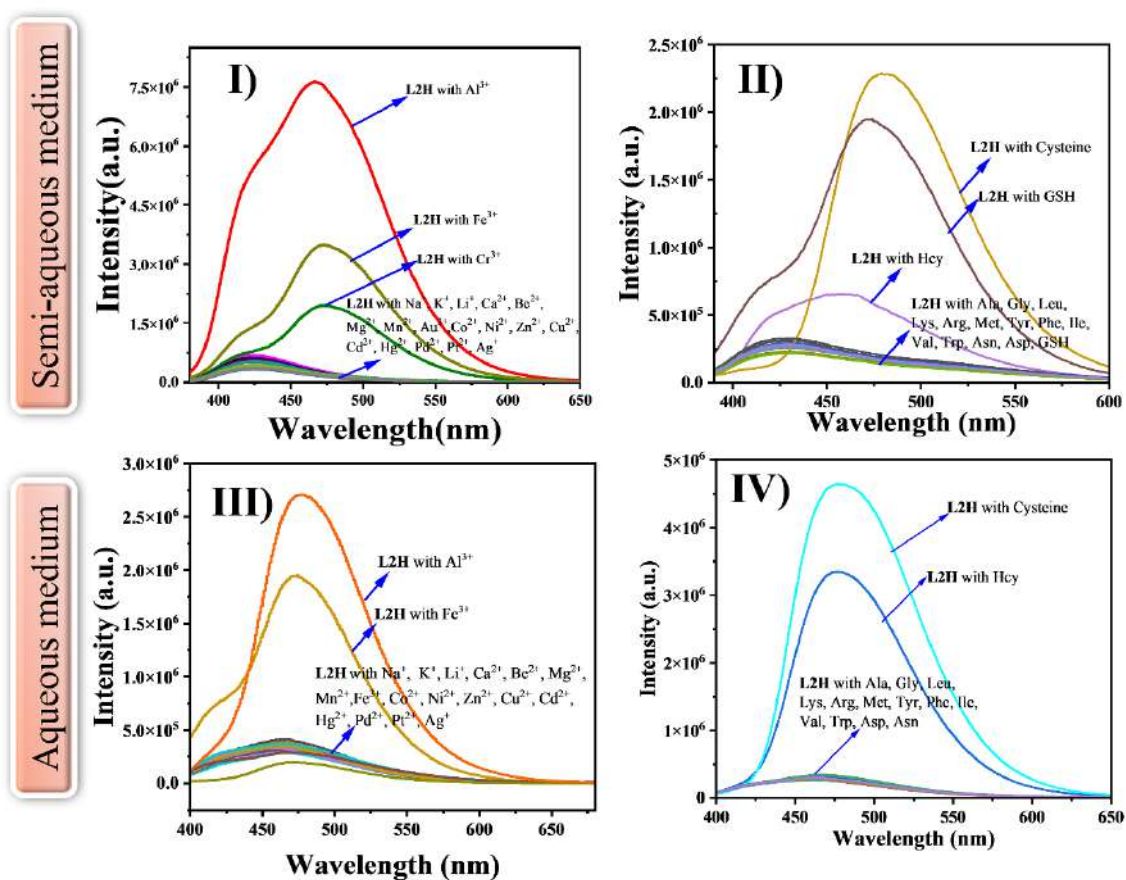 Semi-aqueous medium
I)
Intensity(a.u.)
7.5×10⁶
6.0×10⁶
4.5×10⁶
3.0×10⁶
1.5×10⁶
0.0
L2H with Al³⁺
L2H with Fe³⁺
L2H with Cr³⁺
L2H with Na⁺, K⁺, Li⁺, Ca²⁺, Be²⁺,
Mg²⁺, Mn²⁺, Au³⁺, Co²⁺, Ni²⁺, Zn²⁺, Cu²⁺,
Cd²⁺, Hg²⁺, Pd²⁺, Pt²⁺, Ag⁺
400 450 500 550 600 650
Wavelength(nm)
II)
Intensity (a.u.)
2.5×10⁶
2.0×10⁶
1.5×10⁶
1.0×10⁶
5.0×10⁵
0.0
L2H with Cysteine
L2H with GSH
L2H with Hcy
L2H with Ala, Gly, Leu,
Lys, Arg, Met, Tyr, Phe, Ile,
Val, Trp, Asn, Asp, GSH
400 450 500 550 600
Wavelength (nm)
Aqueous medium
III)
Intensity (a.u.)
3.0×10⁶
2.5×10⁶
2.0×10⁶
1.5×10⁶
1.0×10⁶
5.0×10⁵
0.0
L2H with Al³⁺
L2H with Fe³⁺
L2H with Na⁺, K⁺, Li⁺, Ca²⁺, Be²⁺, Mg²⁺,
Mn²⁺,Fe³⁺, Co²⁺, Ni²⁺, Zn²⁺, Cu²⁺, Cd²⁺,
Hg²⁺, Pd²⁺, Pt²⁺, Ag⁺
400 450 500 550 600 650
Wavelength (nm)
IV)
Intensity (a.u.)
5×10⁶
4×10⁶
3×10⁶
2×10⁶
1×10⁶
0
L2H with Cysteine
L2H with Hcy
L2H with Ala, Gly, Leu,
Lys, Arg, Met, Tyr, Phe, Ile,
Val, Trp, Asp, Asn
400 450 500 550 600 650
Wavelength (nm)